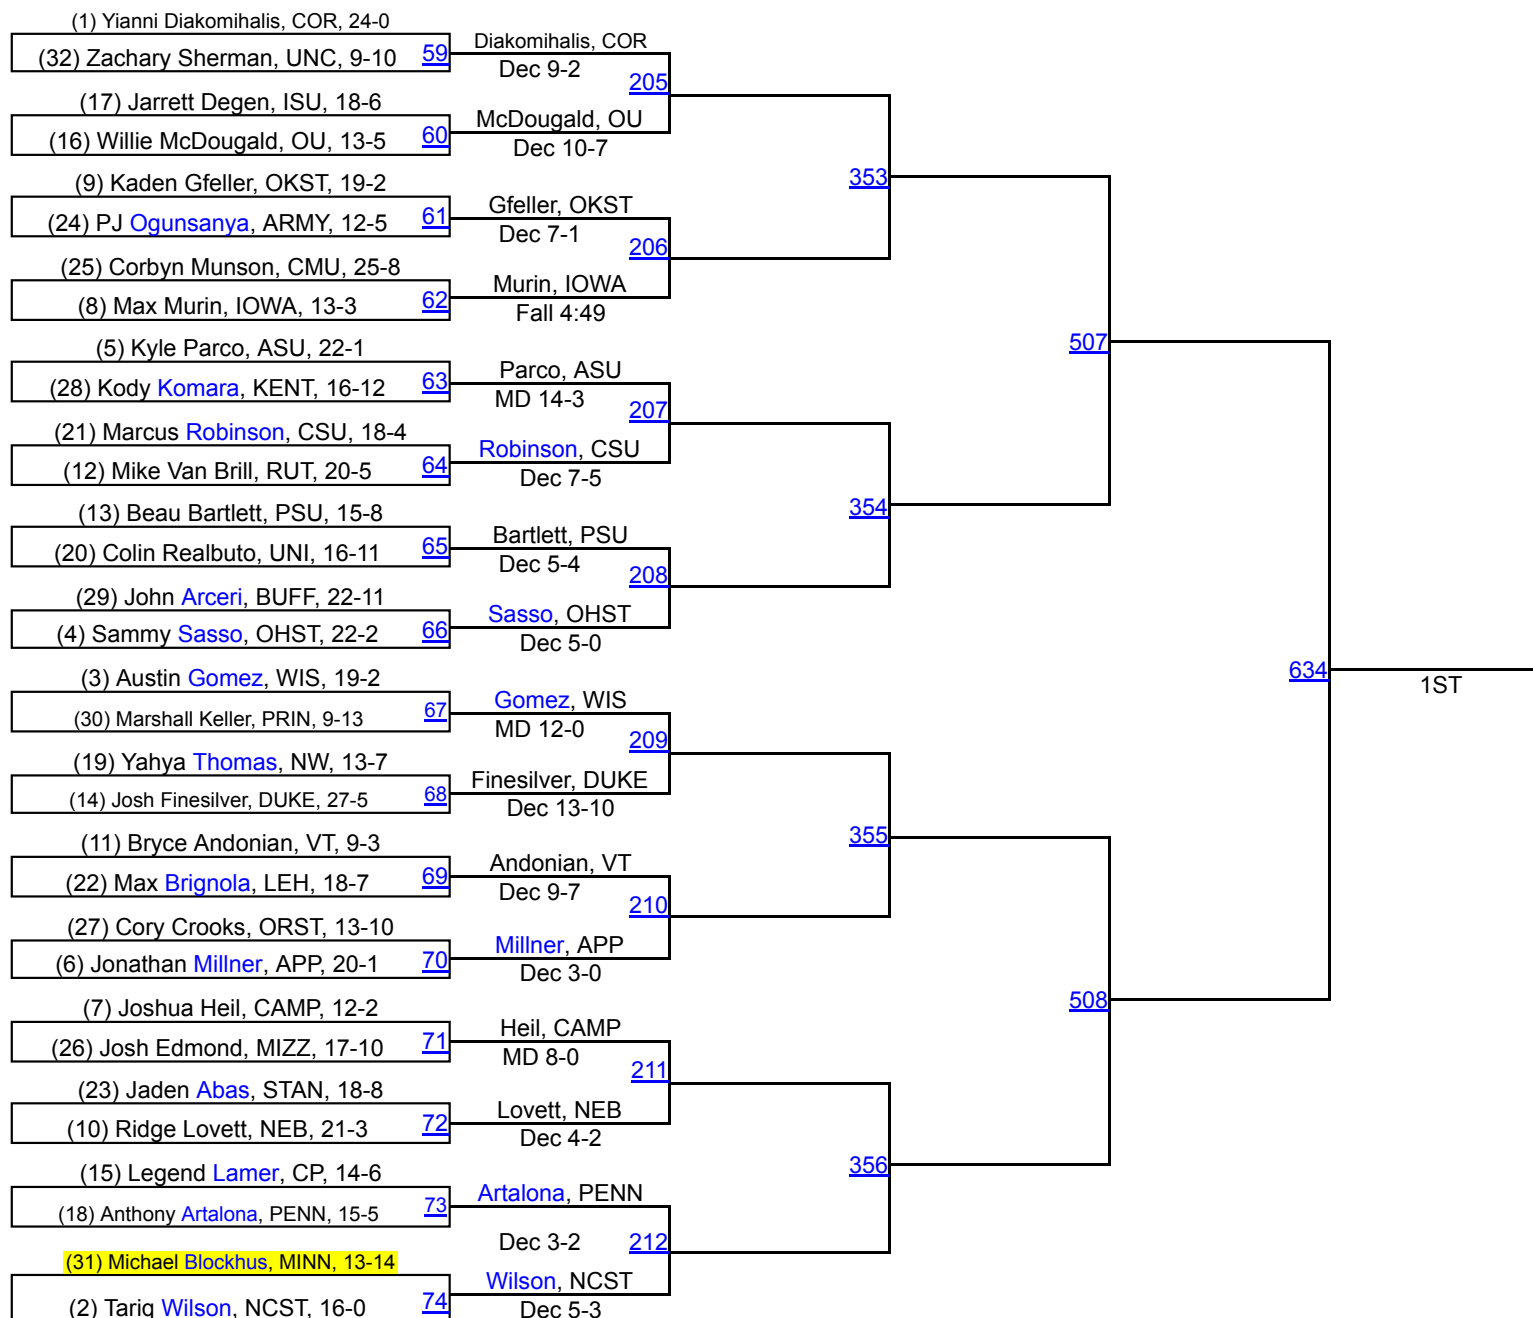 (1) Yianni Diakomihalis, COR, 24-0
(32) Zachary Sherman, UNC, 9-10
59
Diakomihalis, COR
Dec 9-2
205
(17) Jarrett Degen, ISU, 18-6
(16) Willie McDougald, OU, 13-5
60
McDougald, OU
Dec 10-7
353
(9) Kaden Gfeller, OKST, 19-2
(24) PJ Ogunsanya, ARMY, 12-5
61
Gfeller, OKST
Dec 7-1
206
(25) Corbyn Munson, CMU, 25-8
(8) Max Murin, IOWA, 13-3
62
Murin, IOWA
Fall 4:49
507
(5) Kyle Parco, ASU, 22-1
(28) Kody Komara, KENT, 16-12
63
Parco, ASU
MD 14-3
207
(21) Marcus Robinson, CSU, 18-4
(12) Mike Van Brill, RUT, 20-5
64
Robinson, CSU
Dec 7-5
354
(13) Beau Bartlett, PSU, 15-8
(20) Colin Realbuto, UNI, 16-11
65
Bartlett, PSU
Dec 5-4
208
(29) John Arceri, BUFF, 22-11
(4) Sammy Sasso, OHST, 22-2
66
Sasso, OHST
Dec 5-0
634
1ST
(3) Austin Gomez, WIS, 19-2
(30) Marshall Keller, PRIN, 9-13
67
Gomez, WIS
MD 12-0
209
(19) Yahya Thomas, NW, 13-7
(14) Josh Finesilver, DUKE, 27-5
68
Finesilver, DUKE
Dec 13-10
355
(11) Bryce Andonian, VT, 9-3
(22) Max Brignola, LEH, 18-7
69
Andonian, VT
Dec 9-7
210
(27) Cory Crooks, ORST, 13-10
(6) Jonathan Millner, APP, 20-1
70
Millner, APP
Dec 3-0
508
(7) Joshua Heil, CAMP, 12-2
(26) Josh Edmond, MIZZ, 17-10
71
Heil, CAMP
MD 8-0
211
(23) Jaden Abas, STAN, 18-8
(10) Ridge Lovett, NEB, 21-3
72
Lovett, NEB
Dec 4-2
356
(15) Legend Lamer, CP, 14-6
(18) Anthony Artalona, PENN, 15-5
73
Artalona, PENN
Dec 3-2
212
(31) Michael Blockhus, MINN, 13-14
(2) Tariq Wilson, NCST, 16-0
74
Wilson, NCST
Dec 5-3